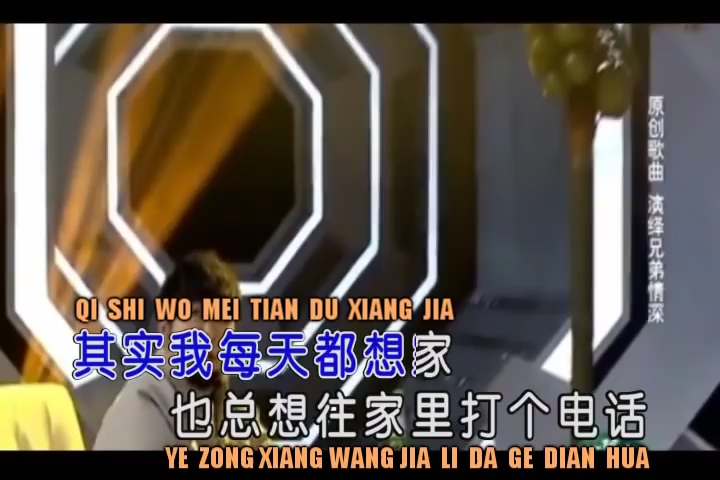 原创歌曲 演绎兄弟情深
QI SHI WO MEI TIAN DU XIANG JIA
其实我每天都想家
也总想往家里打个电话
YE ZONG XIANG WANG JIA LI DA GE DIAN HUA